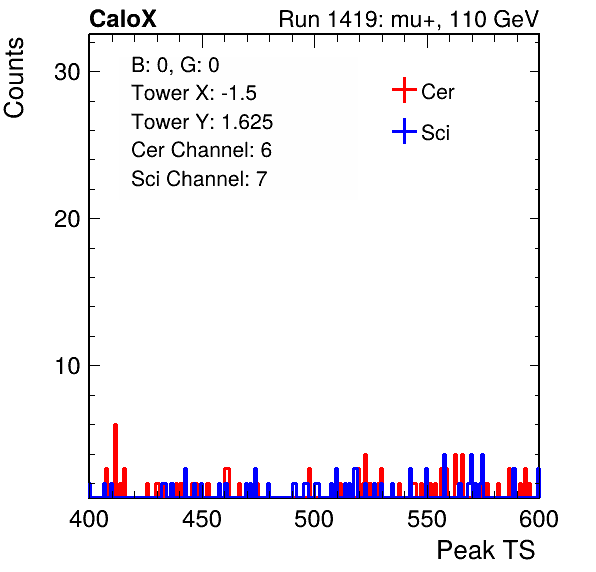 CaloX Run 1419: mu+, 110 GeV
Counts
B: 0, G: 0
Tower X: -1.5
Tower Y: 1.625
Cer Channel: 6
Sci Channel: 7
Cer
Sci
30
20
10
400 450 500 550 600
Peak TS